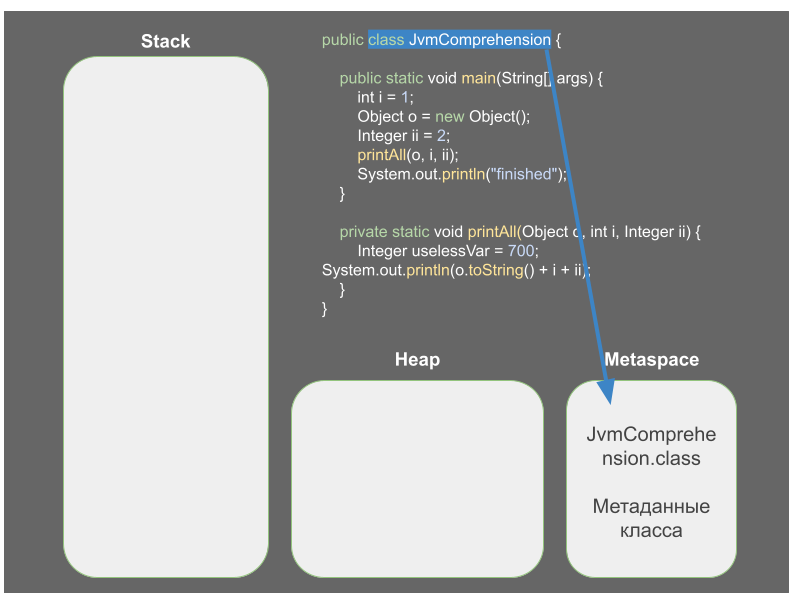 Stack
public class JvmComprehension {
public static void main(String[] args) {
int i = 1;
Object o = new Object();
Integer ii = 2;
printAll(o, i, ii);
System.out.println("finished");
}
private static void printAll(Object o, int i, Integer ii) {
Integer uselessVar = 700;
System.out.println(o.toString() + i + ii);
}
}
Heap
Metaspace
JvmComprehe
nsion.class
Метаданные
класса